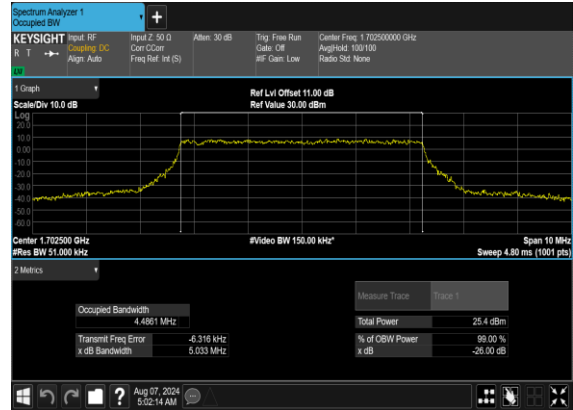 Spectrum Analyzer 1
Occupied BW
KEYSIGHT Input: RF Input Z: 50 Ω Atten: 30 dB Trig: Free Run Center Freq: 1.702500000 GHz
R T Coupling: DC Corr CCorr Gate: Off Avg|Hold: 100/100
Align: Auto Freq Ref: Int (S) #IF Gain: Low Radio Std: None
1 Graph
Ref Lvl Offset 11.00 dB
Scale/Div 10.0 dB Ref Value 30.00 dBm
Log
20.0
10.0
0.00
-10.0
-20.0
-30.0
-40.0
-50.0
-60.0
Center 1.702500 GHz #Video BW 150.00 kHz* Span 10 MHz
#Res BW 51.000 kHz Sweep 4.80 ms (1001 pts)
2 Metrics
Measure Trace Trace 1
Occupied Bandwidth
4.4861 MHz Total Power 25.4 dBm
Transmit Freq Error -6.316 kHz % of OBW Power 99.00 %
x dB Bandwidth 5.033 MHz x dB -26.00 dB
? Aug 07, 2024
5:02:14 AM